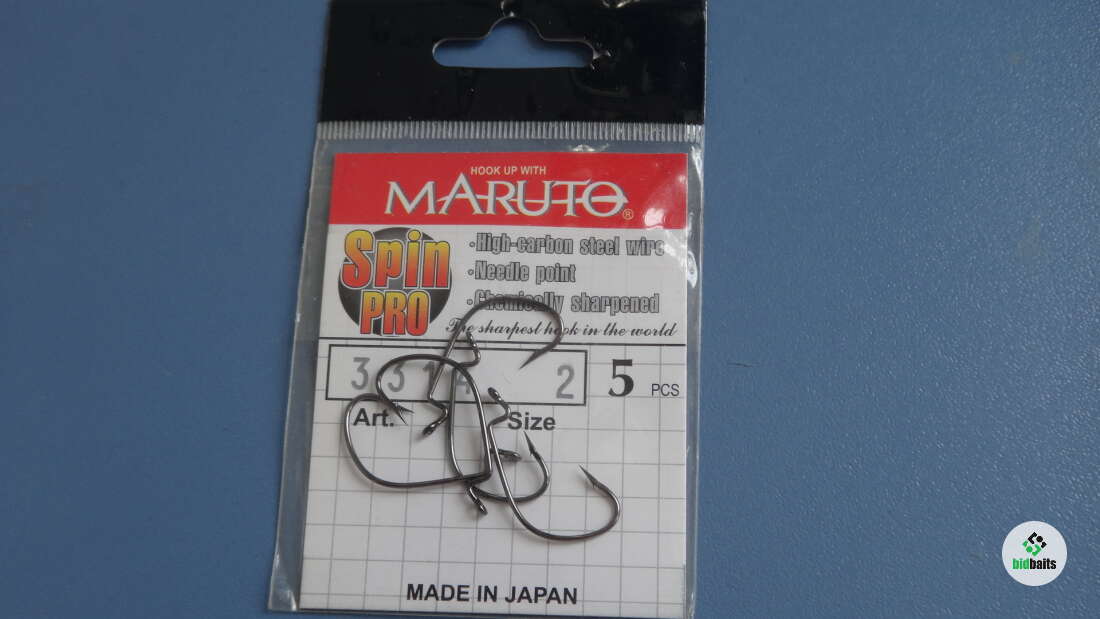 HOOK UP WITH
MARUTO®
Spin
PRO
·High-carbon steel wire
·Needle point
·Chemically sharpened
The sharpest hook in the world
3314 2 5 PCS
Art. Size
MADE IN JAPAN
bidbaits